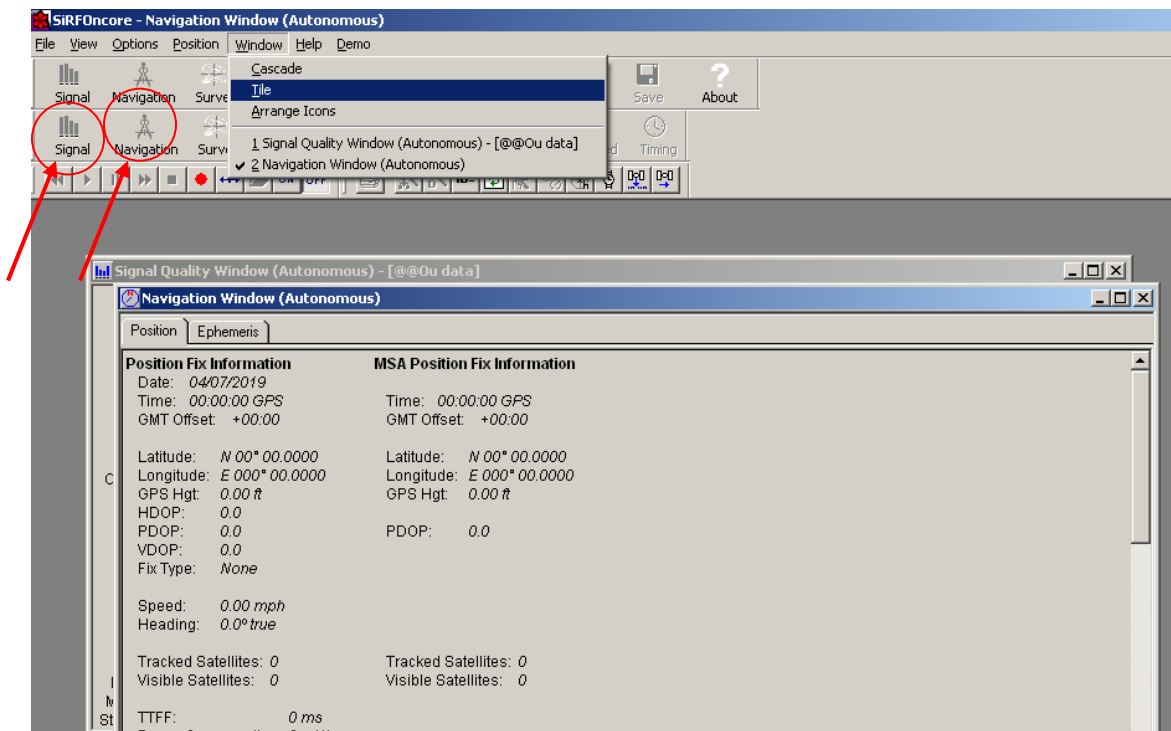 SiRFOncore - Navigation Window (Autonomous)
File View Options Position Window Help Demo
Cascade
Tile
Arrange Icons
1 Signal Quality Window (Autonomous) - [@@Ou data]
2 Navigation Window (Autonomous)
Signal Navigation Surve Save About
Signal Navigation Surv d Timing
Signal Quality Window (Autonomous) - [@@Ou data]
Navigation Window (Autonomous)
Position Ephemeris
Position Fix Information MSA Position Fix Information
Date: 04/07/2019
Time: 00:00:00 GPS Time: 00:00:00 GPS
GMT Offset: +00:00 GMT Offset: +00:00
Latitude: N 00° 00.0000 Latitude: N 00° 00.0000
Longitude: E 000° 00.0000 Longitude: E 000° 00.0000
GPS Hgt: 0.00 ft GPS Hgt: 0.00 ft
HDOP: 0.0
PDOP: 0.0 PDOP: 0.0
VDOP: 0.0
Fix Type: None
Speed: 0.00 mph
Heading: 0.0° true
Tracked Satellites: 0 Tracked Satellites: 0
Visible Satellites: 0 Visible Satellites: 0
St TTFF: 0 ms